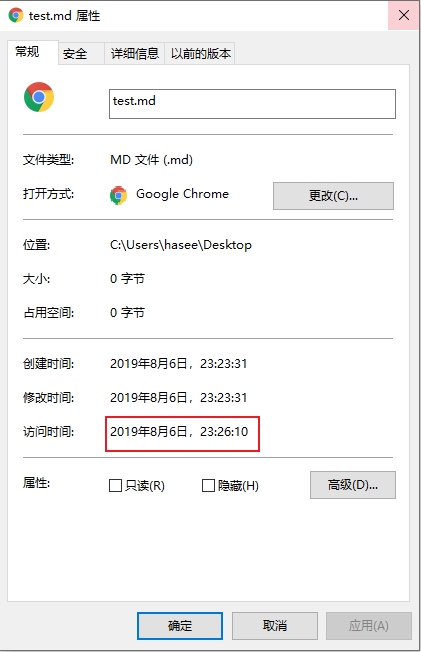 test.md 属性
常规 安全 详细信息 以前的版本
test.md
文件类型: MD 文件 (.md)
打开方式: Google Chrome 更改(C)...
位置: C:\Users\hasee\Desktop
大小: 0 字节
占用空间: 0 字节
创建时间: 2019年8月6日，23:23:31
修改时间: 2019年8月6日，23:23:31
访问时间: 2019年8月6日，23:26:10
属性: 只读(R) 隐藏(H) 高级(D)...
确定 取消 应用(A)